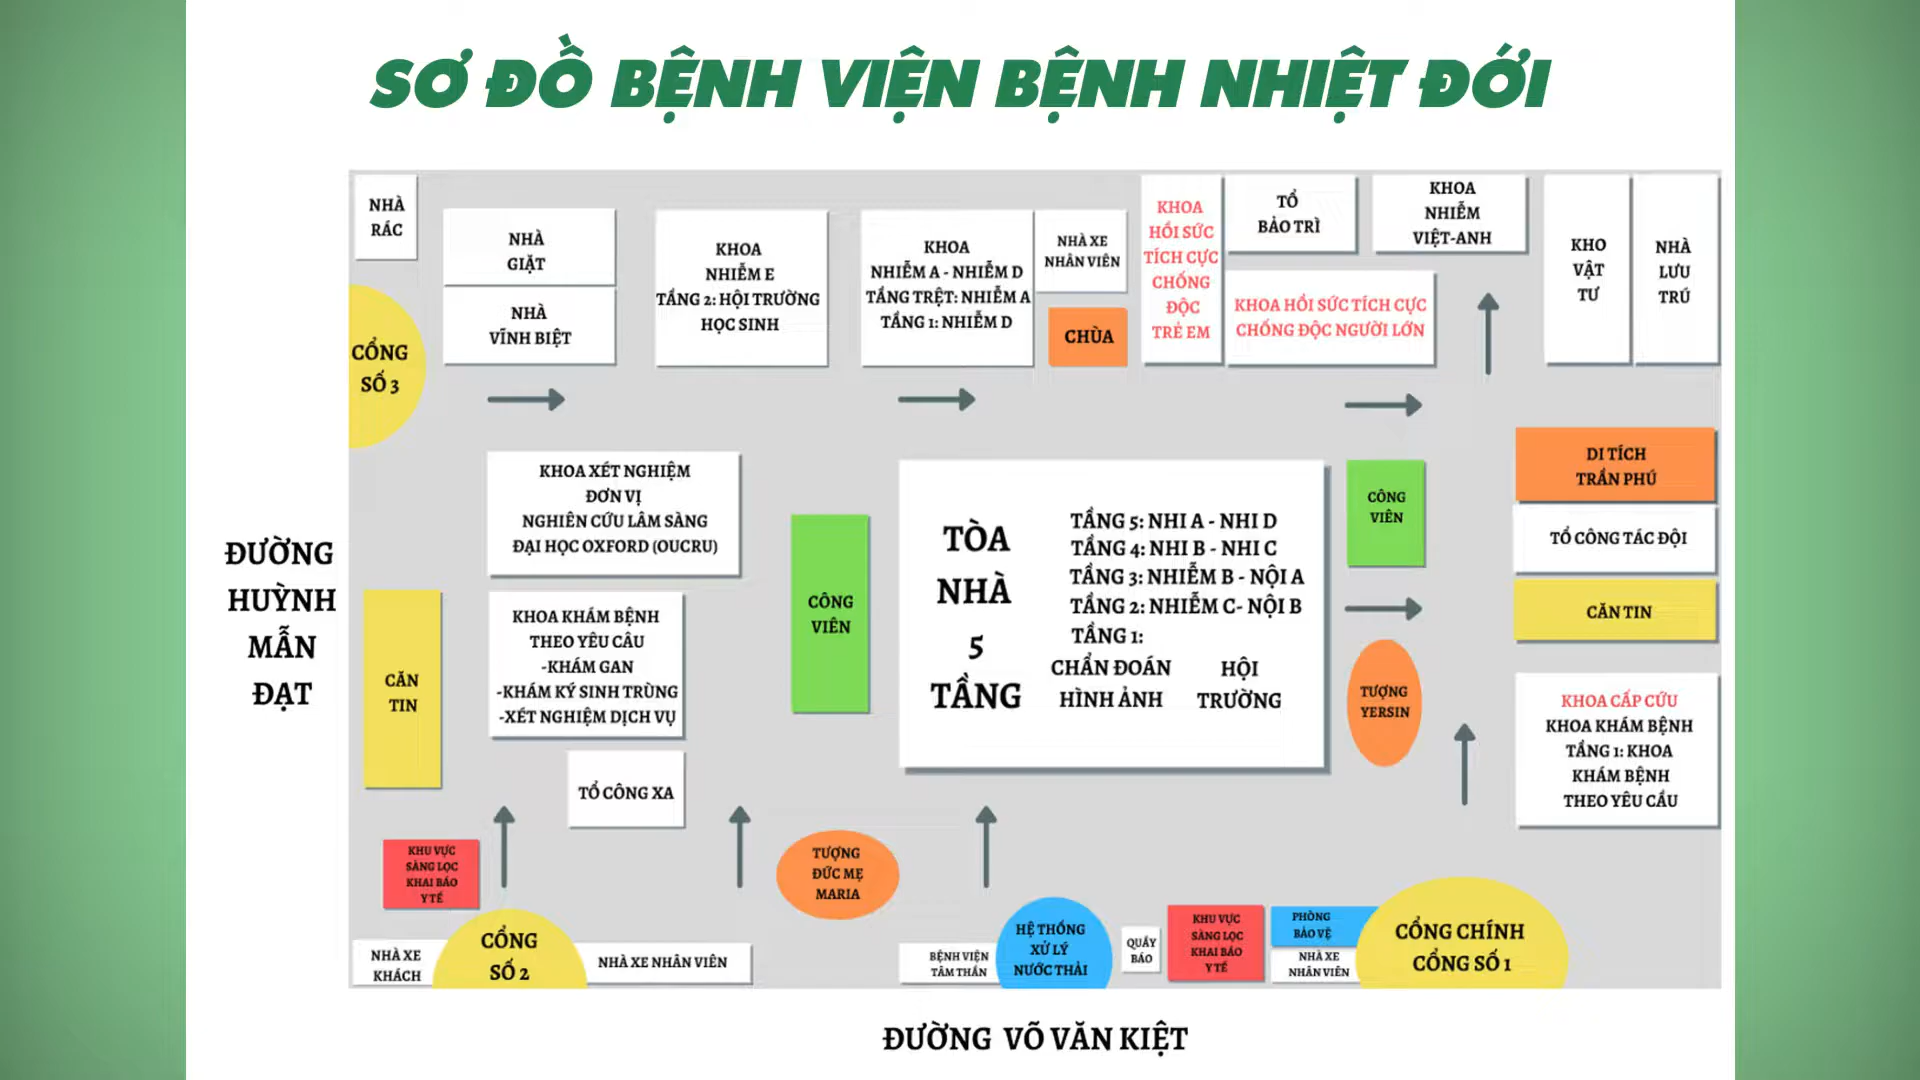 SƠ ĐỒ BỆNH VIỆN BỆNH NHIỆT ĐỚI
NHÀ
RÁC
NHÀ
GIẶT
NHÀ
VĨNH BIỆT
KHOA
NHIỄM E
TẦNG 2: HỘI TRƯỜNG
HỌC SINH
KHOA
NHIỄM A - NHIỄM D
TẦNG TRỆT: NHIỄM A
TẦNG 1: NHIỄM D
NHÀ XE
NHÂN VIÊN
CHÙA
KHOA
HỒI SỨC
TÍCH CỰC
CHỐNG
ĐỘC
TRẺ EM
TỔ
BẢO TRÌ
KHOA HỒI SỨC TÍCH CỰC
CHỐNG ĐỘC NGƯỜI LỚN
KHOA
NHIỄM
VIỆT-ANH
KHO
VẬT
TƯ
NHÀ
LƯU
TRÚ
CỔNG
SỐ 3
KHOA XÉT NGHIỆM
ĐƠN VỊ
NGHIÊN CỨU LÂM SÀNG
ĐẠI HỌC OXFORD (OUCRU)
KHOA KHÁM BỆNH
THEO YÊU CÂU
-KHÁM GAN
-KHÁM KÝ SINH TRÙNG
-XÉT NGHIỆM DỊCH VỤ
TỔ CÔNG XA
CĂN
TIN
CÔNG
VIÊN
TÒA
NHÀ
5
TẦNG
TẦNG 5: NHI A - NHI D
TẦNG 4: NHI B - NHI C
TẦNG 3: NHIỄM B - NỘI A
TẦNG 2: NHIỄM C- NỘI B
TẦNG 1:
CHẨN ĐOÁN
HÌNH ẢNH
HỘI
TRƯỜNG
CÔNG
VIÊN
TƯỢNG
YERSIN
DI TÍCH
TRẦN PHÚ
TỔ CÔNG TÁC ĐỘI
CĂN TIN
KHOA CẤP CỨU
KHOA KHÁM BỆNH
TẦNG 1: KHOA
KHÁM BỆNH
THEO YÊU CẦU
ĐƯỜNG
HUỲNH
MẪN
ĐẠT
KHU VỰC
SÀNG LỌC
KHAI BÁO
Y TẾ
NHÀ XE
KHÁCH
CỔNG
SỐ 2
NHÀ XE NHÂN VIÊN
TƯỢNG
ĐỨC MẸ
MARIA
BỆNH VIỆN
TÂM THẦN
HỆ THỐNG
XỬ LÝ
NƯỚC THẢI
QUẦY
BÁO
KHU VỰC
SÀNG LỌC
KHAI BÁO
Y TẾ
PHÒNG
BẢO VỆ
NHÀ XE
NHÂN VIÊN
CỔNG CHÍNH
CỔNG SỐ 1
ĐƯỜNG VÕ VĂN KIỆT